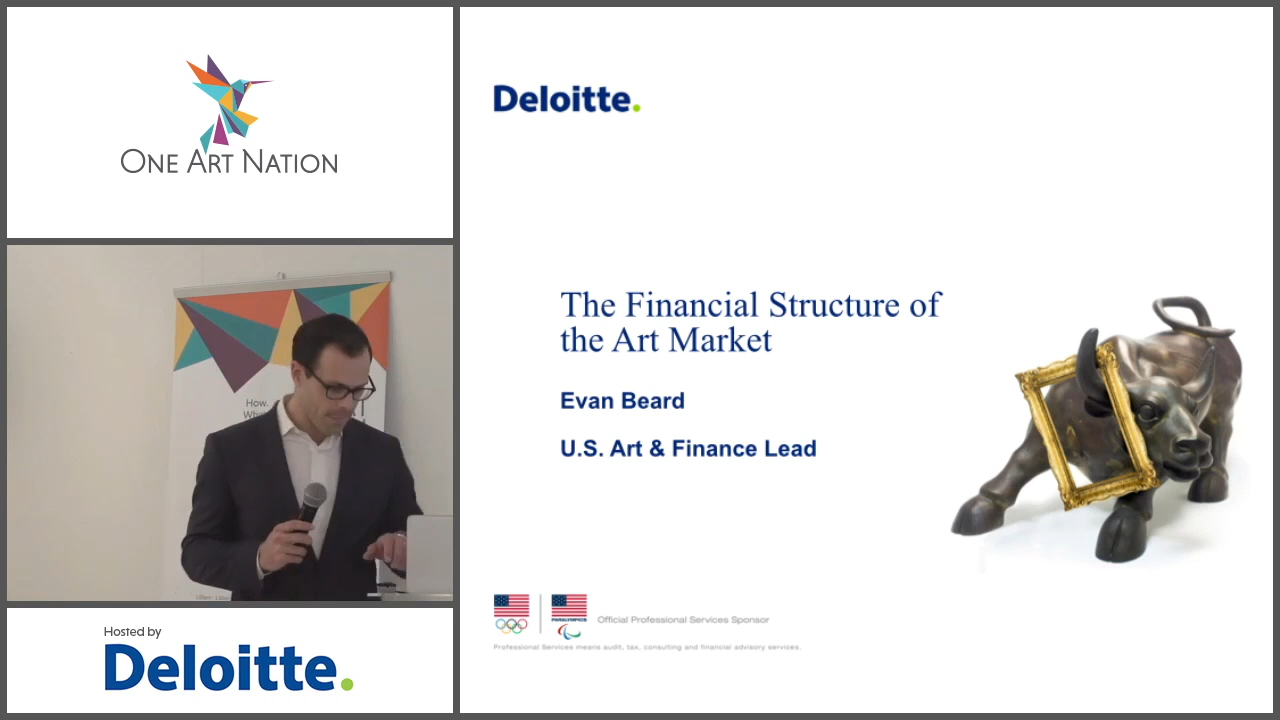 ONE ART NATION
How.
Hosted by
Deloitte.
Deloitte.
The Financial Structure of
the Art Market
Evan Beard
U.S. Art & Finance Lead
PARALYMPICS
Official Professional Services Sponsor
Professional Services means audit, tax, consulting and financial advisory services.